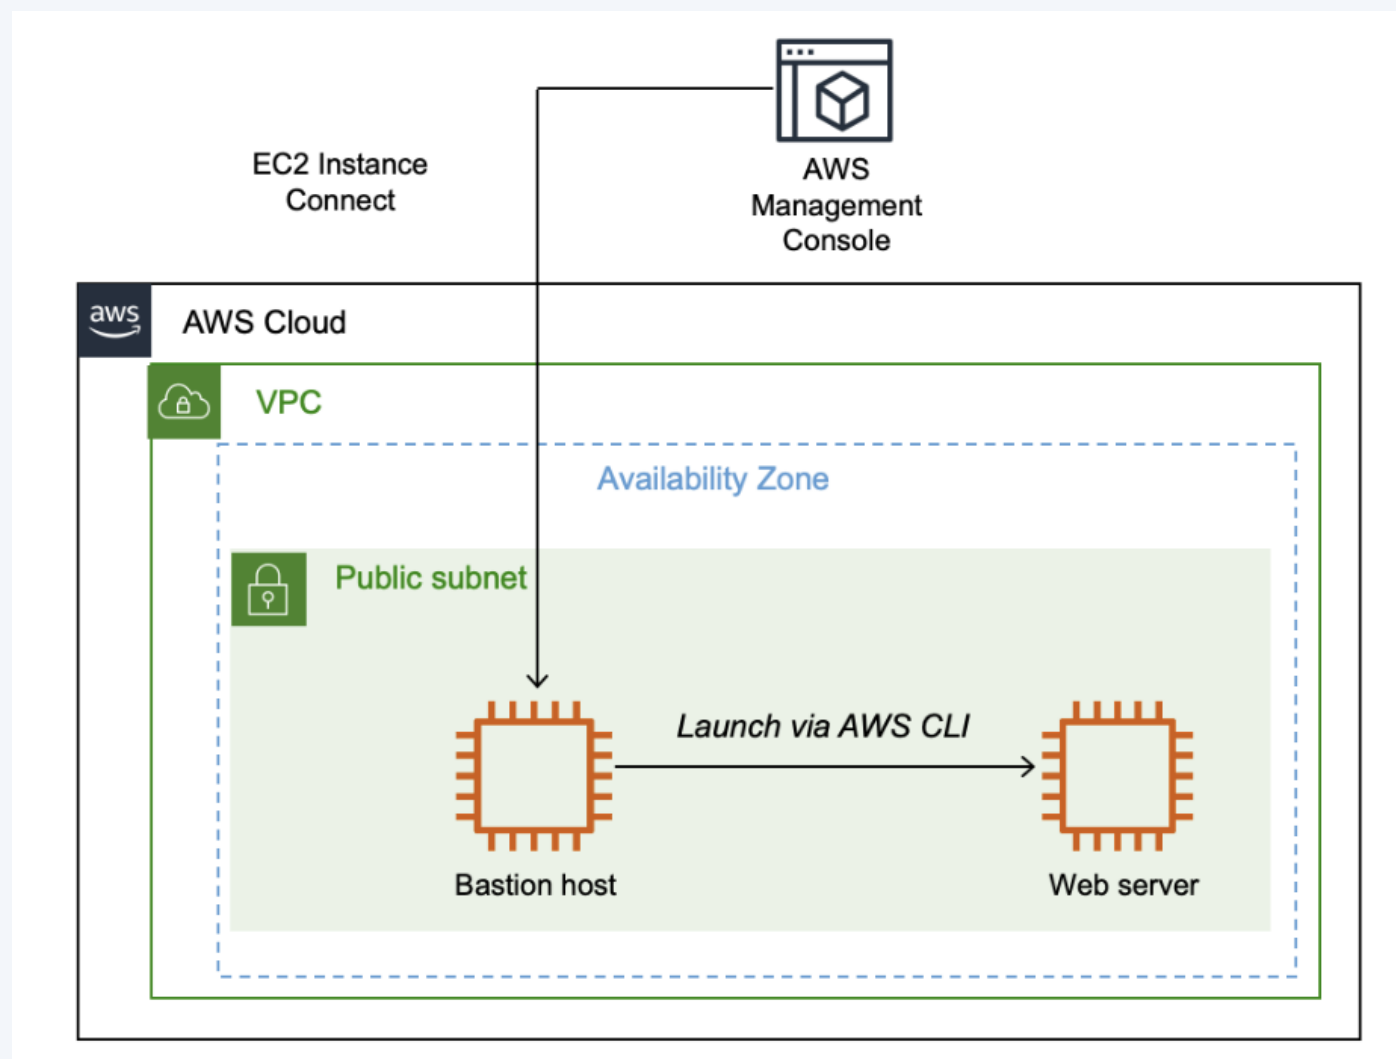 EC2 Instance
Connect
AWS
Management
Console
aws
AWS Cloud
VPC
Availability Zone
Public subnet
Launch via AWS CLI
Bastion host
Web server